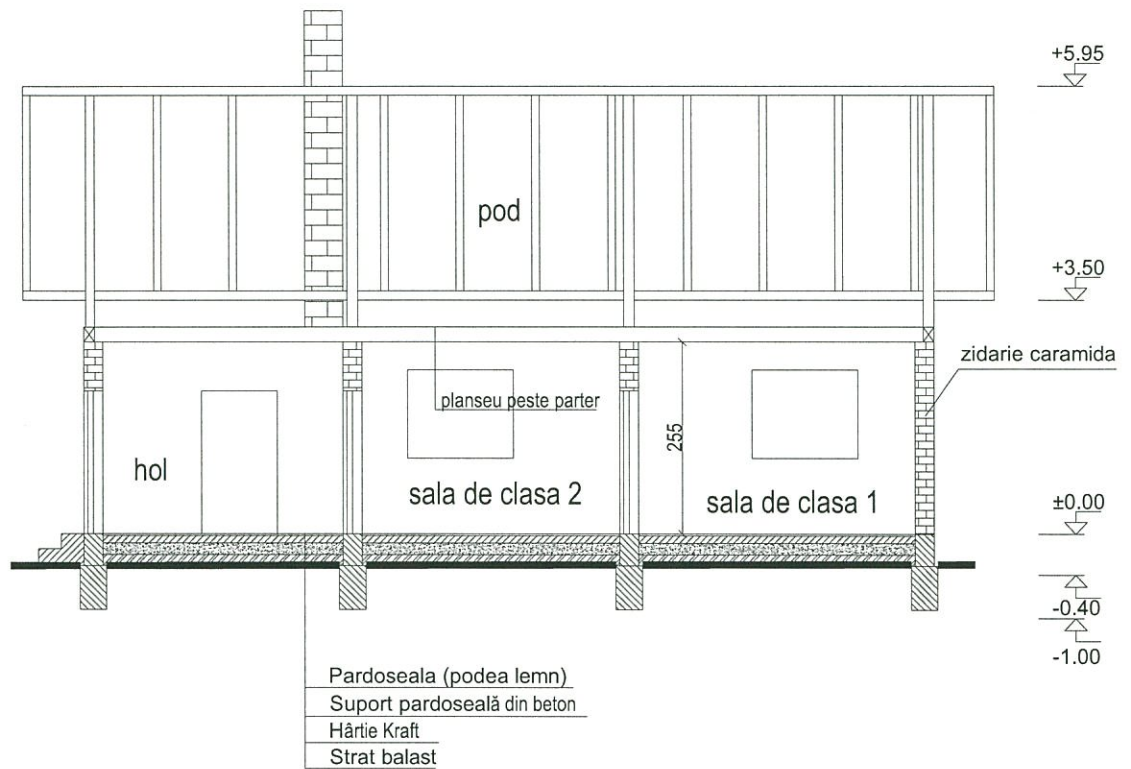 +5.95
pod
+3.50
zidarie caramida
planseu peste parter
255
hol
sala de clasa 2
sala de clasa 1
±0.00
-0.40
-1.00
Pardoseala (podea lemn)
Suport pardoseală din beton
Hârtie Kraft
Strat balast